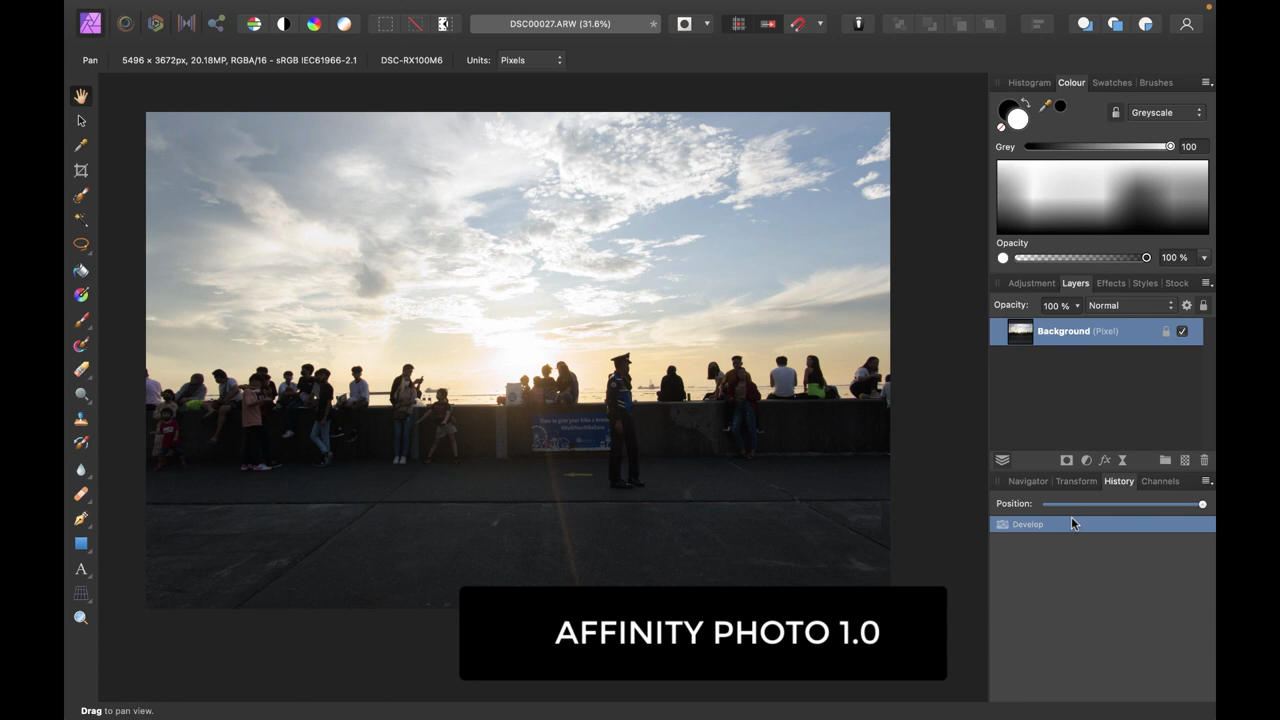 DSC00027.ARW (31.6%)
*
Pan
5496 × 3672px, 20.18MP, RGBA/16 - sRGB IEC61966-2.1
DSC-RX100M6
Units:
Pixels
Histogram
Colour
Swatches
Brushes
Greyscale
Grey
100
Opacity
100 %
Adjustment
Layers
Effects
Styles
Stock
Opacity:
100 %
Normal
Background (Pixel)
Navigator
Transform
History
Channels
Position:
Develop
AFFINITY PHOTO 1.0
Drag to pan view.